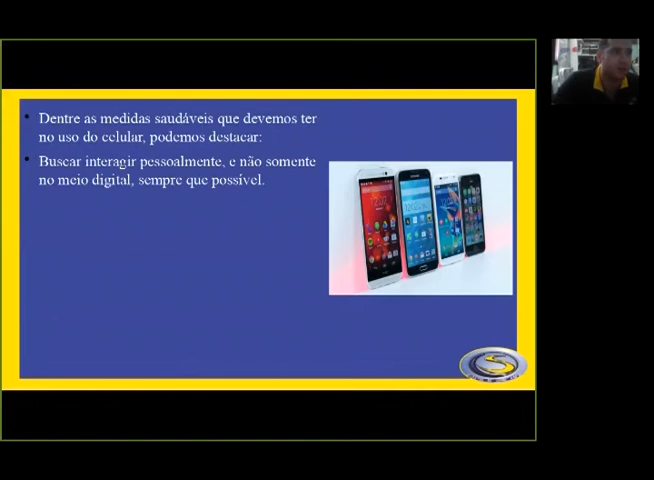 Dentre as medidas saudáveis que devemos ter
no uso do celular, podemos destacar:
Buscar interagir pessoalmente, e não somente
no meio digital, sempre que possível.